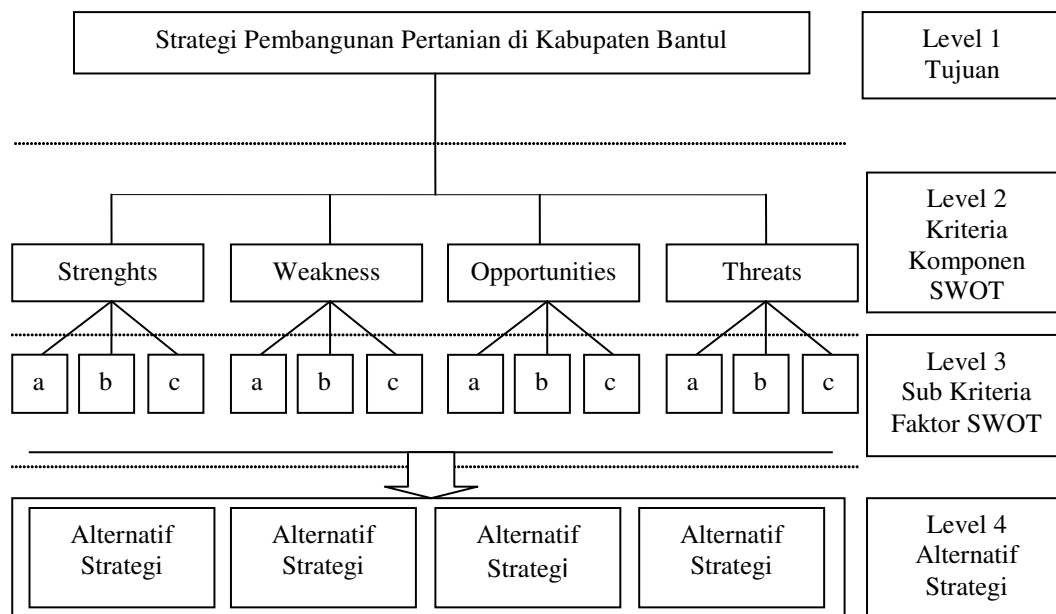 Strategi Pembangunan Pertanian di Kabupaten Bantul
Level 1
Tujuan
Level 2
Kriteria
Komponen
SWOT
Strenghts
Weakness
Opportunities
Threats
a
b
c
a
b
c
a
b
c
a
b
c
Level 3
Sub Kriteria
Faktor SWOT
Alternatif
Strategi
Alternatif
Strategi
Alternatif
Strategi
Alternatif
Strategi
Level 4
Alternatif
Strategi